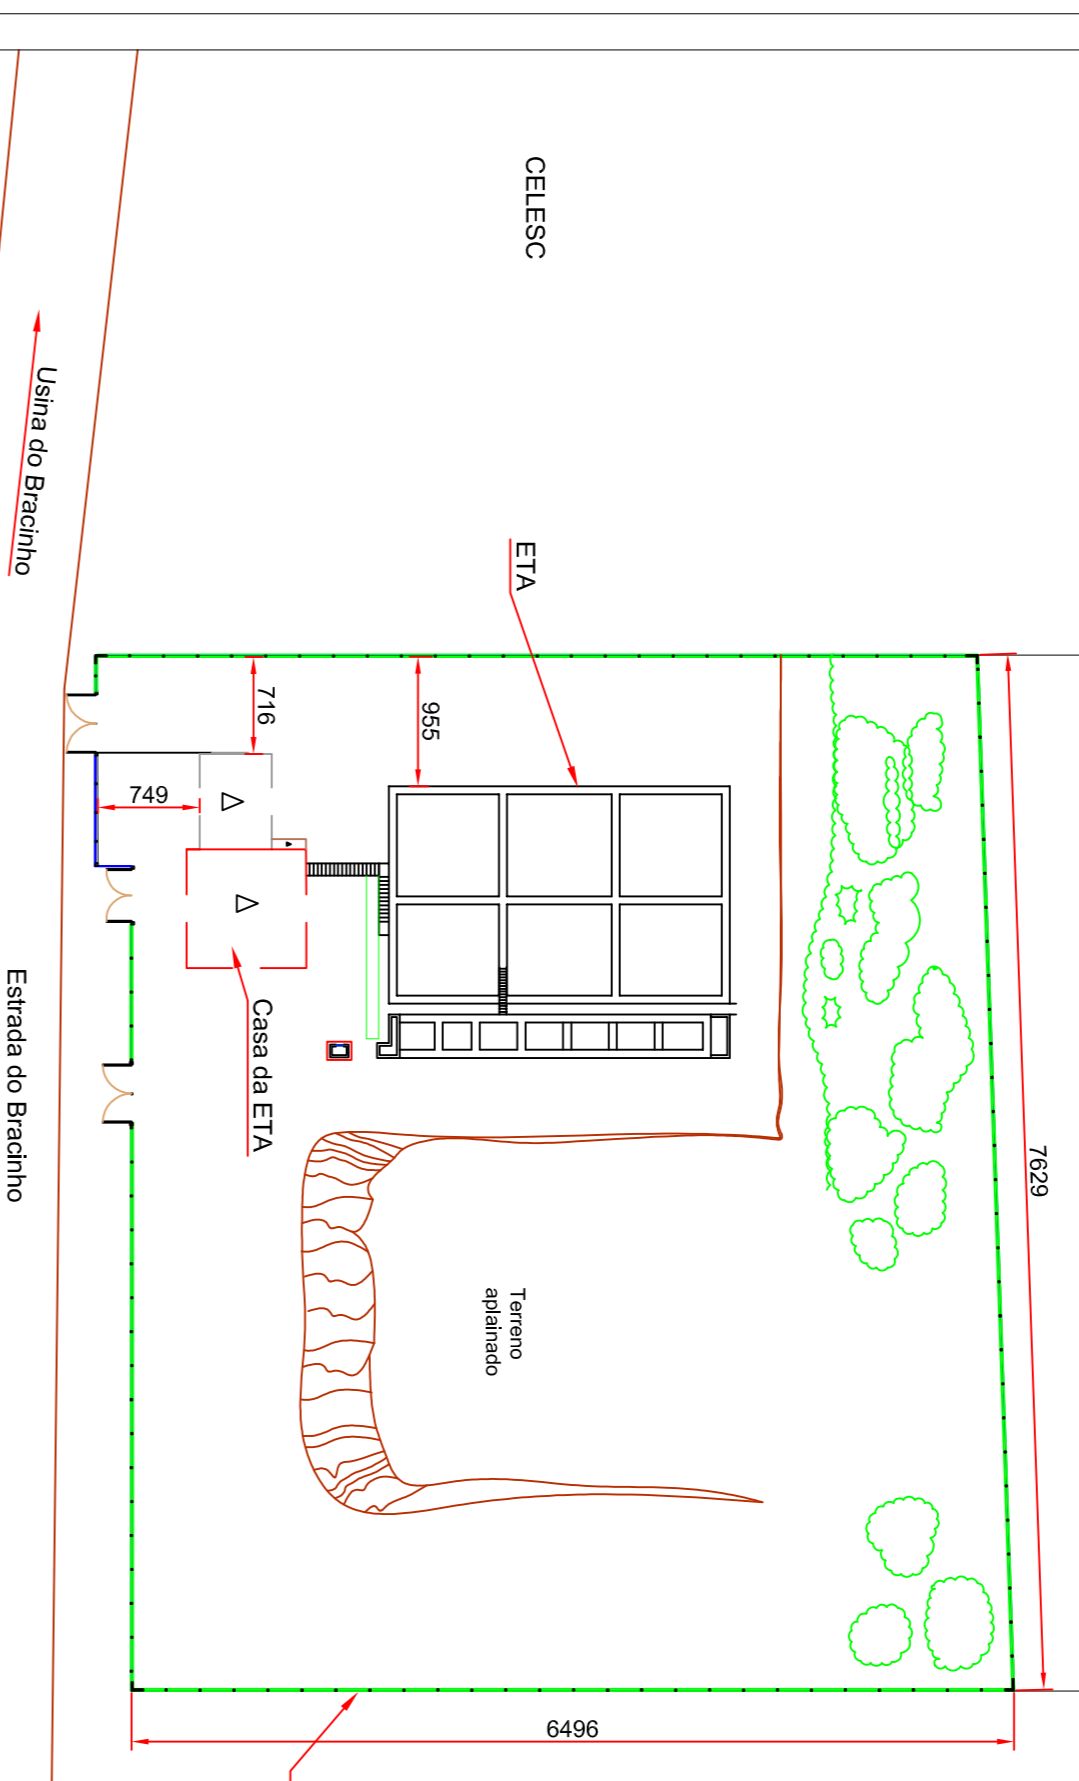 CELESC
Usina do Bracinho
ETA
716
955
749
Casa da ETA
Estrada do Bracinho
7629
Terreno
aplainado
6496